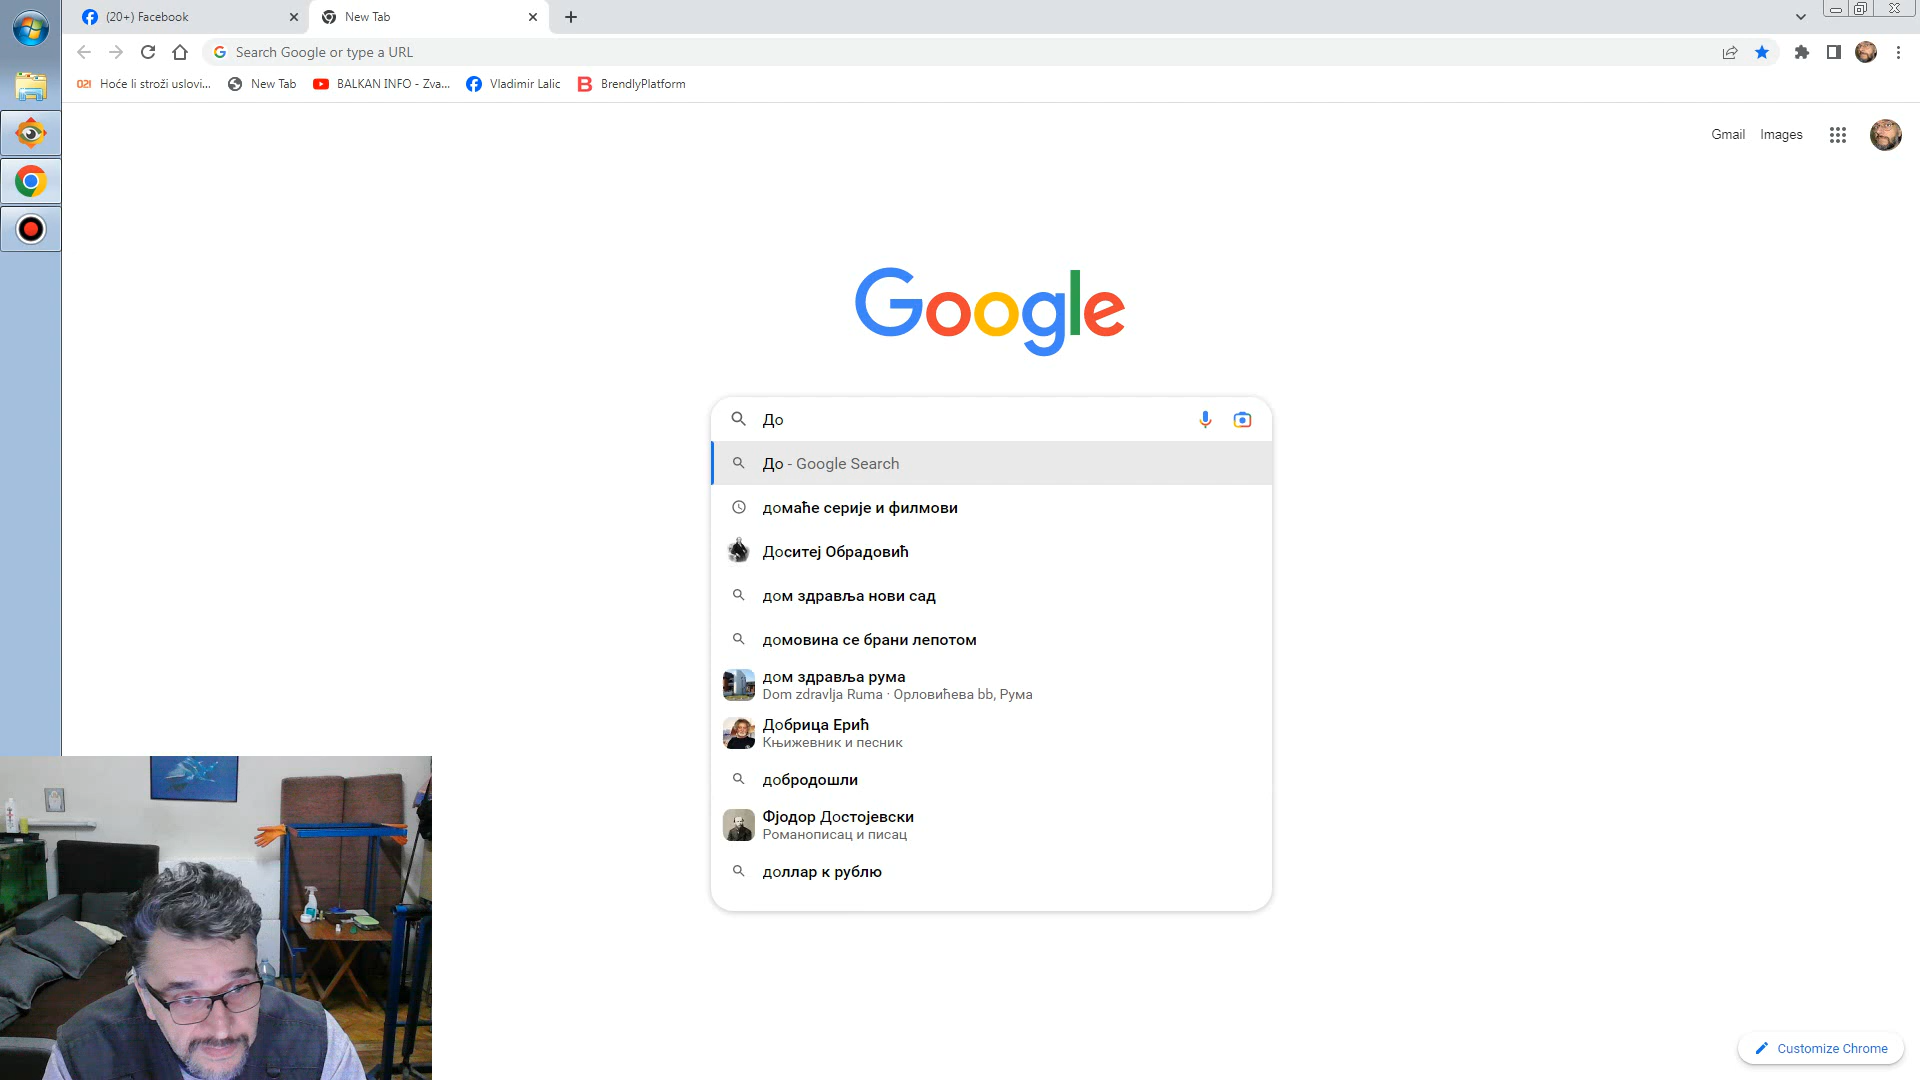 (20+) Facebook
New Tab
Search Google or type a URL
021 Hoće li stroži uslovi...
New Tab
BALKAN INFO - Zva...
Vladimir Lalic
BrendlyPlatform
Gmail
Images
Google
До
До - Google Search
домаће серије и филмови
Доситеј Обрадовић
дом здравља нови сад
домовина се брани лепотом
дом здравља рума
Dom zdravlja Ruma · Орловићева bb, Рума
Добрица Ерић
Књижевник и песник
добродошли
Фјодор Достојевски
Романописац и писац
доллар к рублю
Customize Chrome